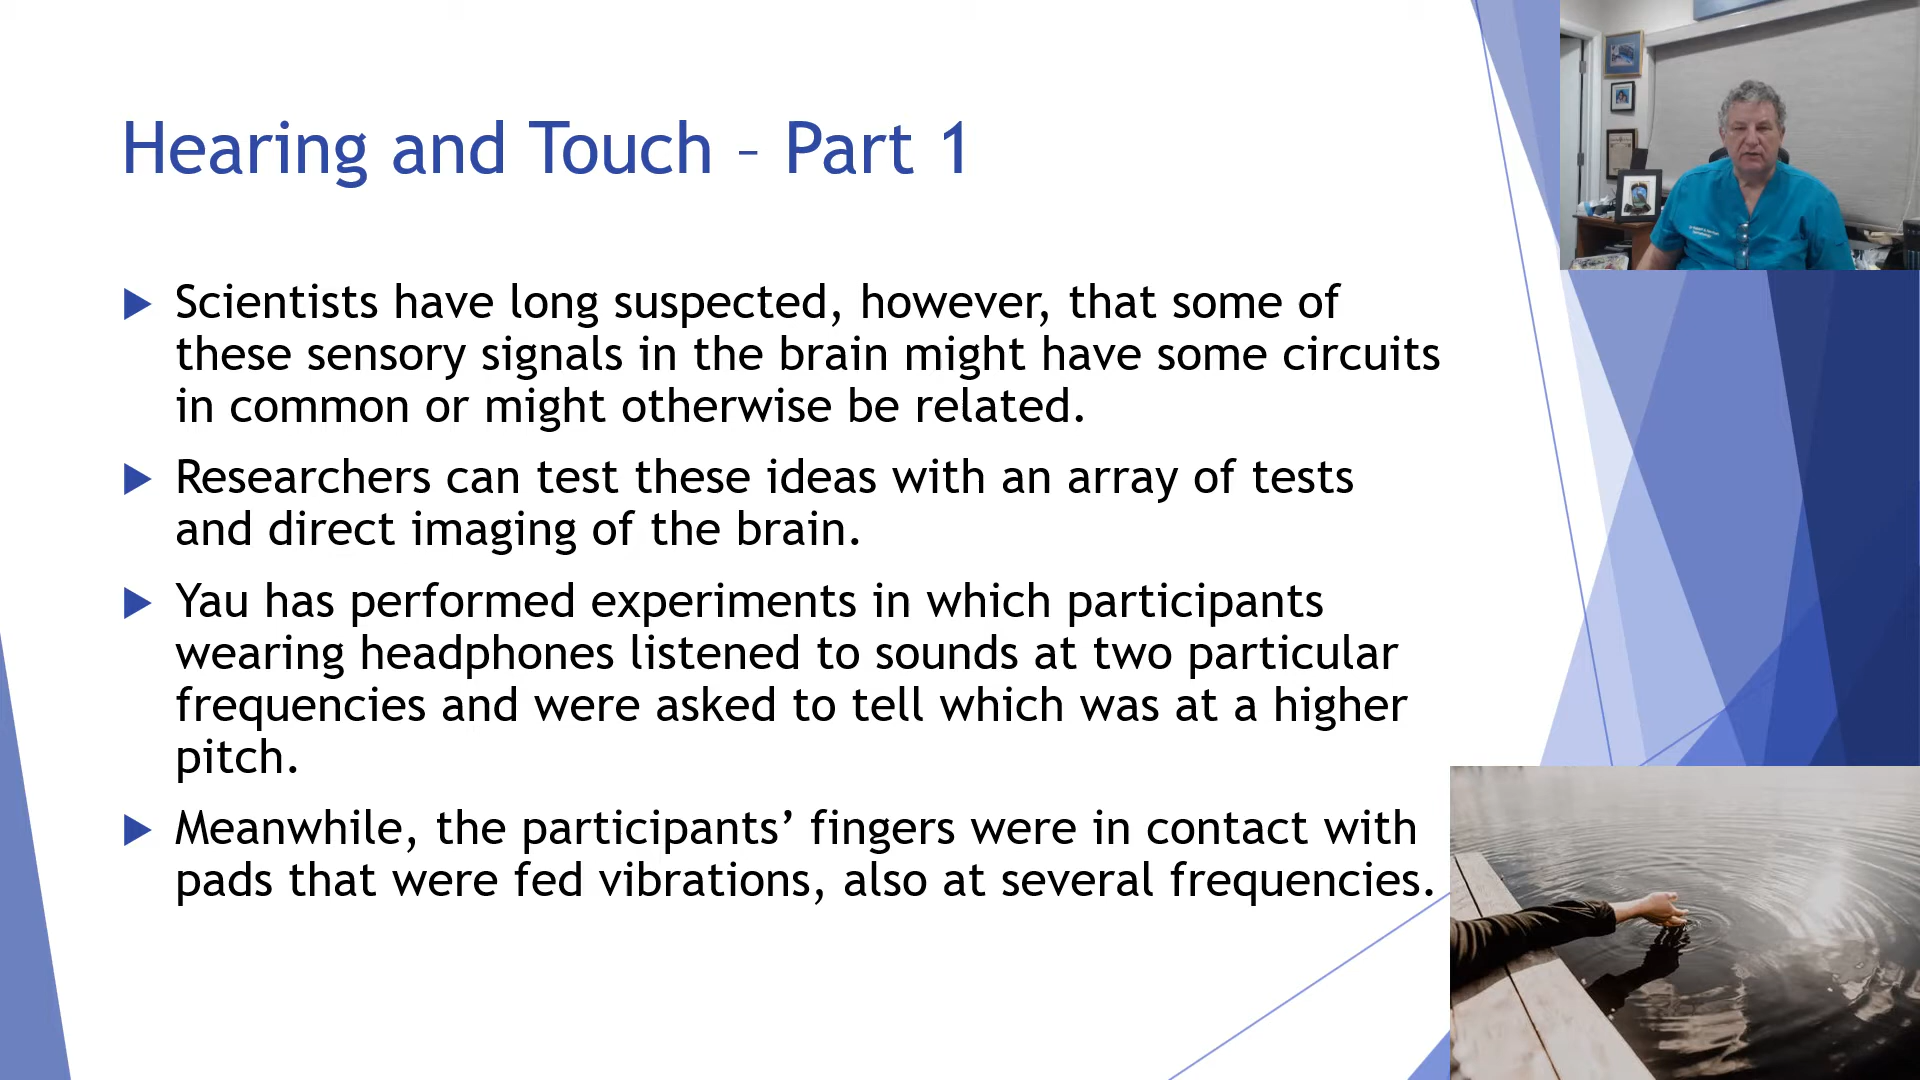 Hearing and Touch – Part 1
Scientists have long suspected, however, that some of
these sensory signals in the brain might have some circuits
in common or might otherwise be related.
Researchers can test these ideas with an array of tests
and direct imaging of the brain.
Yau has performed experiments in which participants
wearing headphones listened to sounds at two particular
frequencies and were asked to tell which was at a higher
pitch.
Meanwhile, the participants’ fingers were in contact with
pads that were fed vibrations, also at several frequencies.